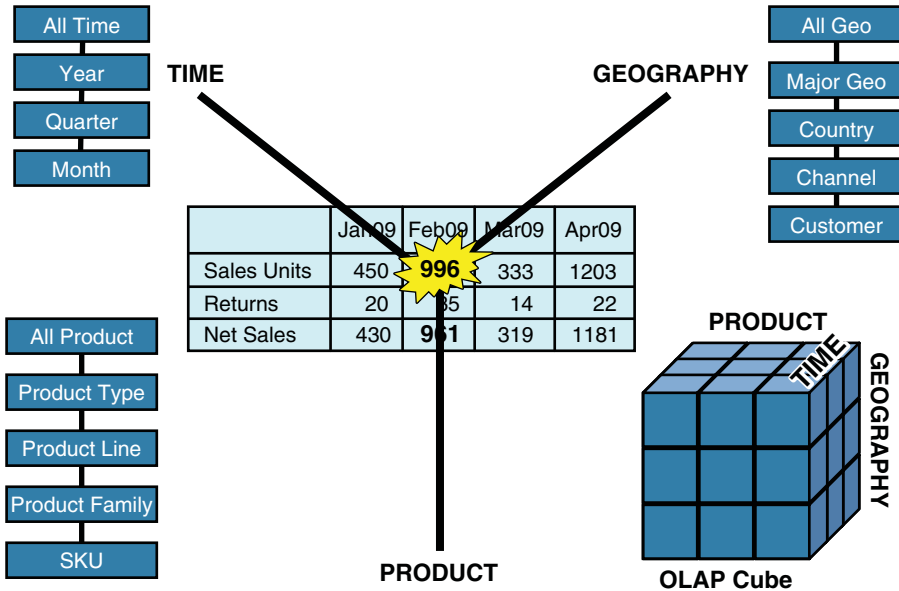 All Time
Year
Quarter
Month
TIME
GEOGRAPHY
All Geo
Major Geo
Country
Channel
Customer
Jan09 Feb09 Mar09 Apr09
Sales Units 450 996 333 1203
Returns 20 35 14 22
Net Sales 430 961 319 1181
All Product
Product Type
Product Line
Product Family
SKU
PRODUCT
PRODUCT
TIME
GEOGRAPHY
OLAP Cube